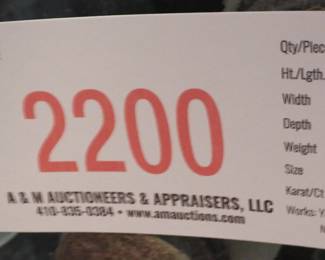 2200
A & M AUCTIONEERS & APPRAISERS, LLC
410-835-0384 • www.amauctions.com
Qty/Piec
Ht./Lgth.
Width
Depth
Weight
Size
Karat/Ct
Works: Y
N